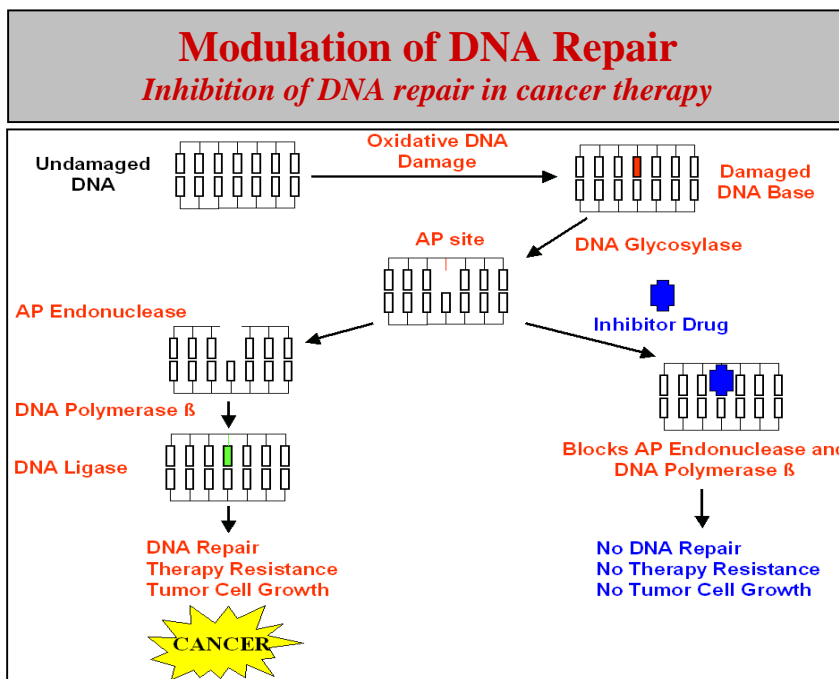 Modulation of DNA Repair
Inhibition of DNA repair in cancer therapy
Undamaged
DNA
Oxidative DNA
Damage
Damaged
DNA Base
DNA Glycosylase
AP site
Inhibitor Drug
AP Endonuclease
DNA Polymerase ß
DNA Ligase
Blocks AP Endonuclease and
DNA Polymerase ß
DNA Repair
Therapy Resistance
Tumor Cell Growth
No DNA Repair
No Therapy Resistance
No Tumor Cell Growth
CANCER